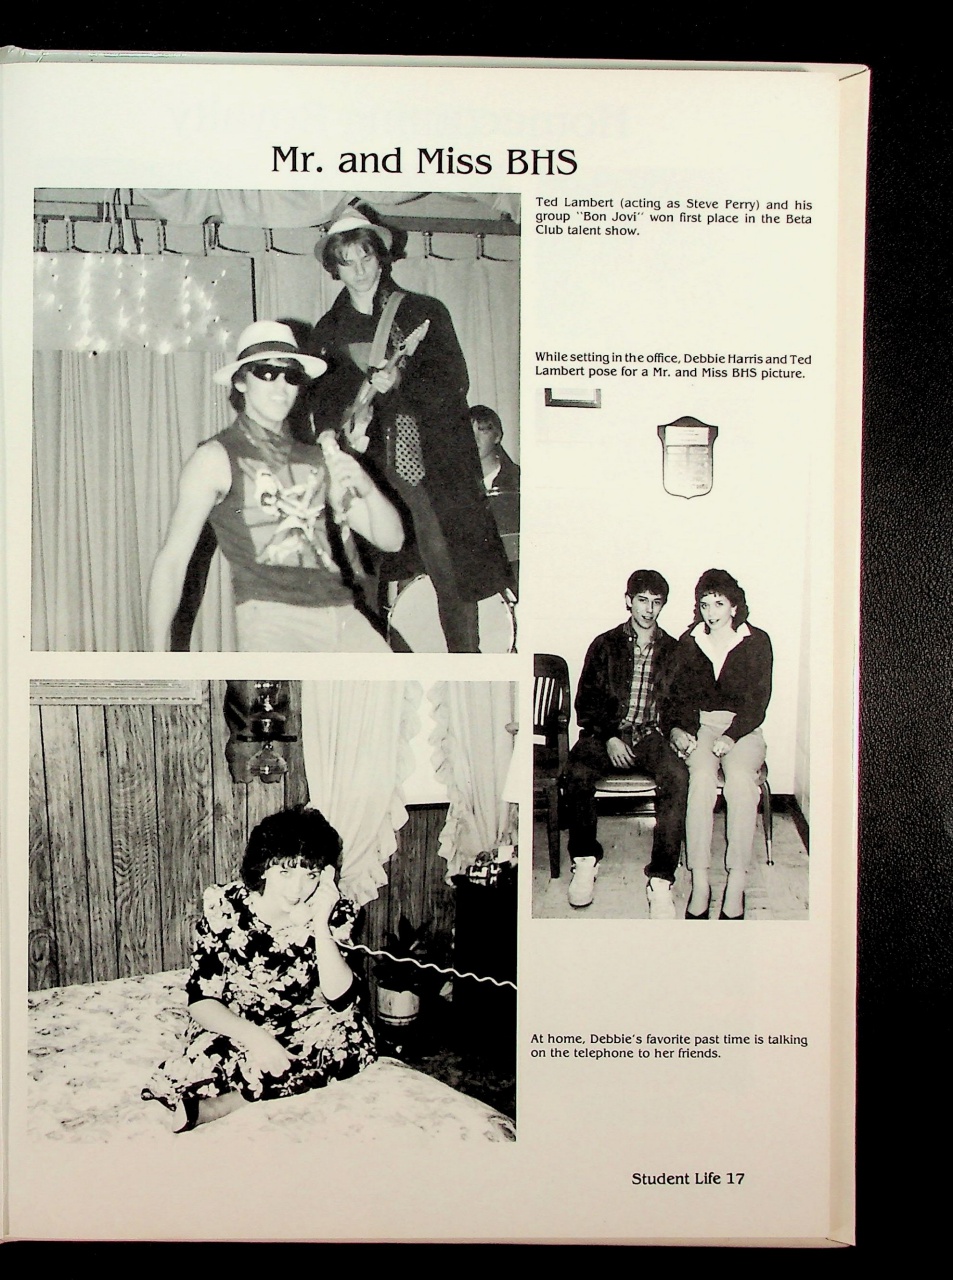 Mr. and Miss BHS
Ted Lambert (acting as Steve Perry) and his
group "Bon Jovi" won first place in the Beta
Club talent show.
While setting in the office, Debbie Harris and Ted
Lambert pose for a Mr. and Miss BHS picture.
At home, Debbie's favorite past time is talking
on the telephone to her friends.
Student Life 17